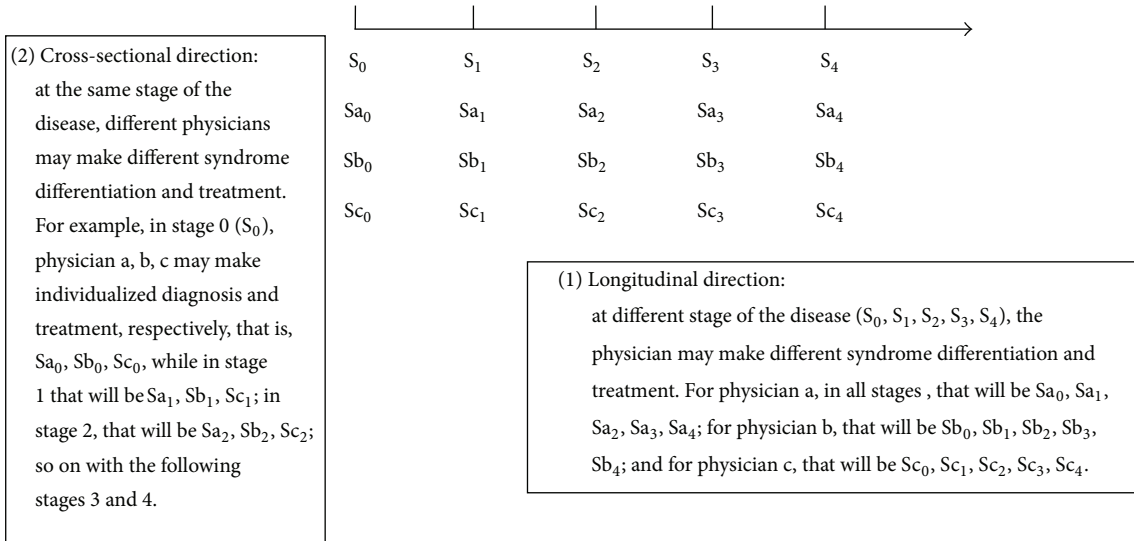 S₀ S₁ S₂ S₃ S₄
Sa₀ Sa₁ Sa₂ Sa₃ Sa₄
Sb₀ Sb₁ Sb₂ Sb₃ Sb₄
Sc₀ Sc₁ Sc₂ Sc₃ Sc₄
(2) Cross-sectional direction:
at the same stage of the
disease, different physicians
may make different syndrome
differentiation and treatment.
For example, in stage 0 (S₀),
physician a, b, c may make
individualized diagnosis and
treatment, respectively, that is,
Sa₀, Sb₀, Sc₀, while in stage
1 that will be Sa₁, Sb₁, Sc₁; in
stage 2, that will be Sa₂, Sb₂, Sc₂;
so on with the following
stages 3 and 4.
(1) Longitudinal direction:
at different stage of the disease (S₀, S₁, S₂, S₃, S₄), the
physician may make different syndrome differentiation and
treatment. For physician a, in all stages , that will be Sa₀, Sa₁,
Sa₂, Sa₃, Sa₄; for physician b, that will be Sb₀, Sb₁, Sb₂, Sb₃,
Sb₄; and for physician c, that will be Sc₀, Sc₁, Sc₂, Sc₃, Sc₄.